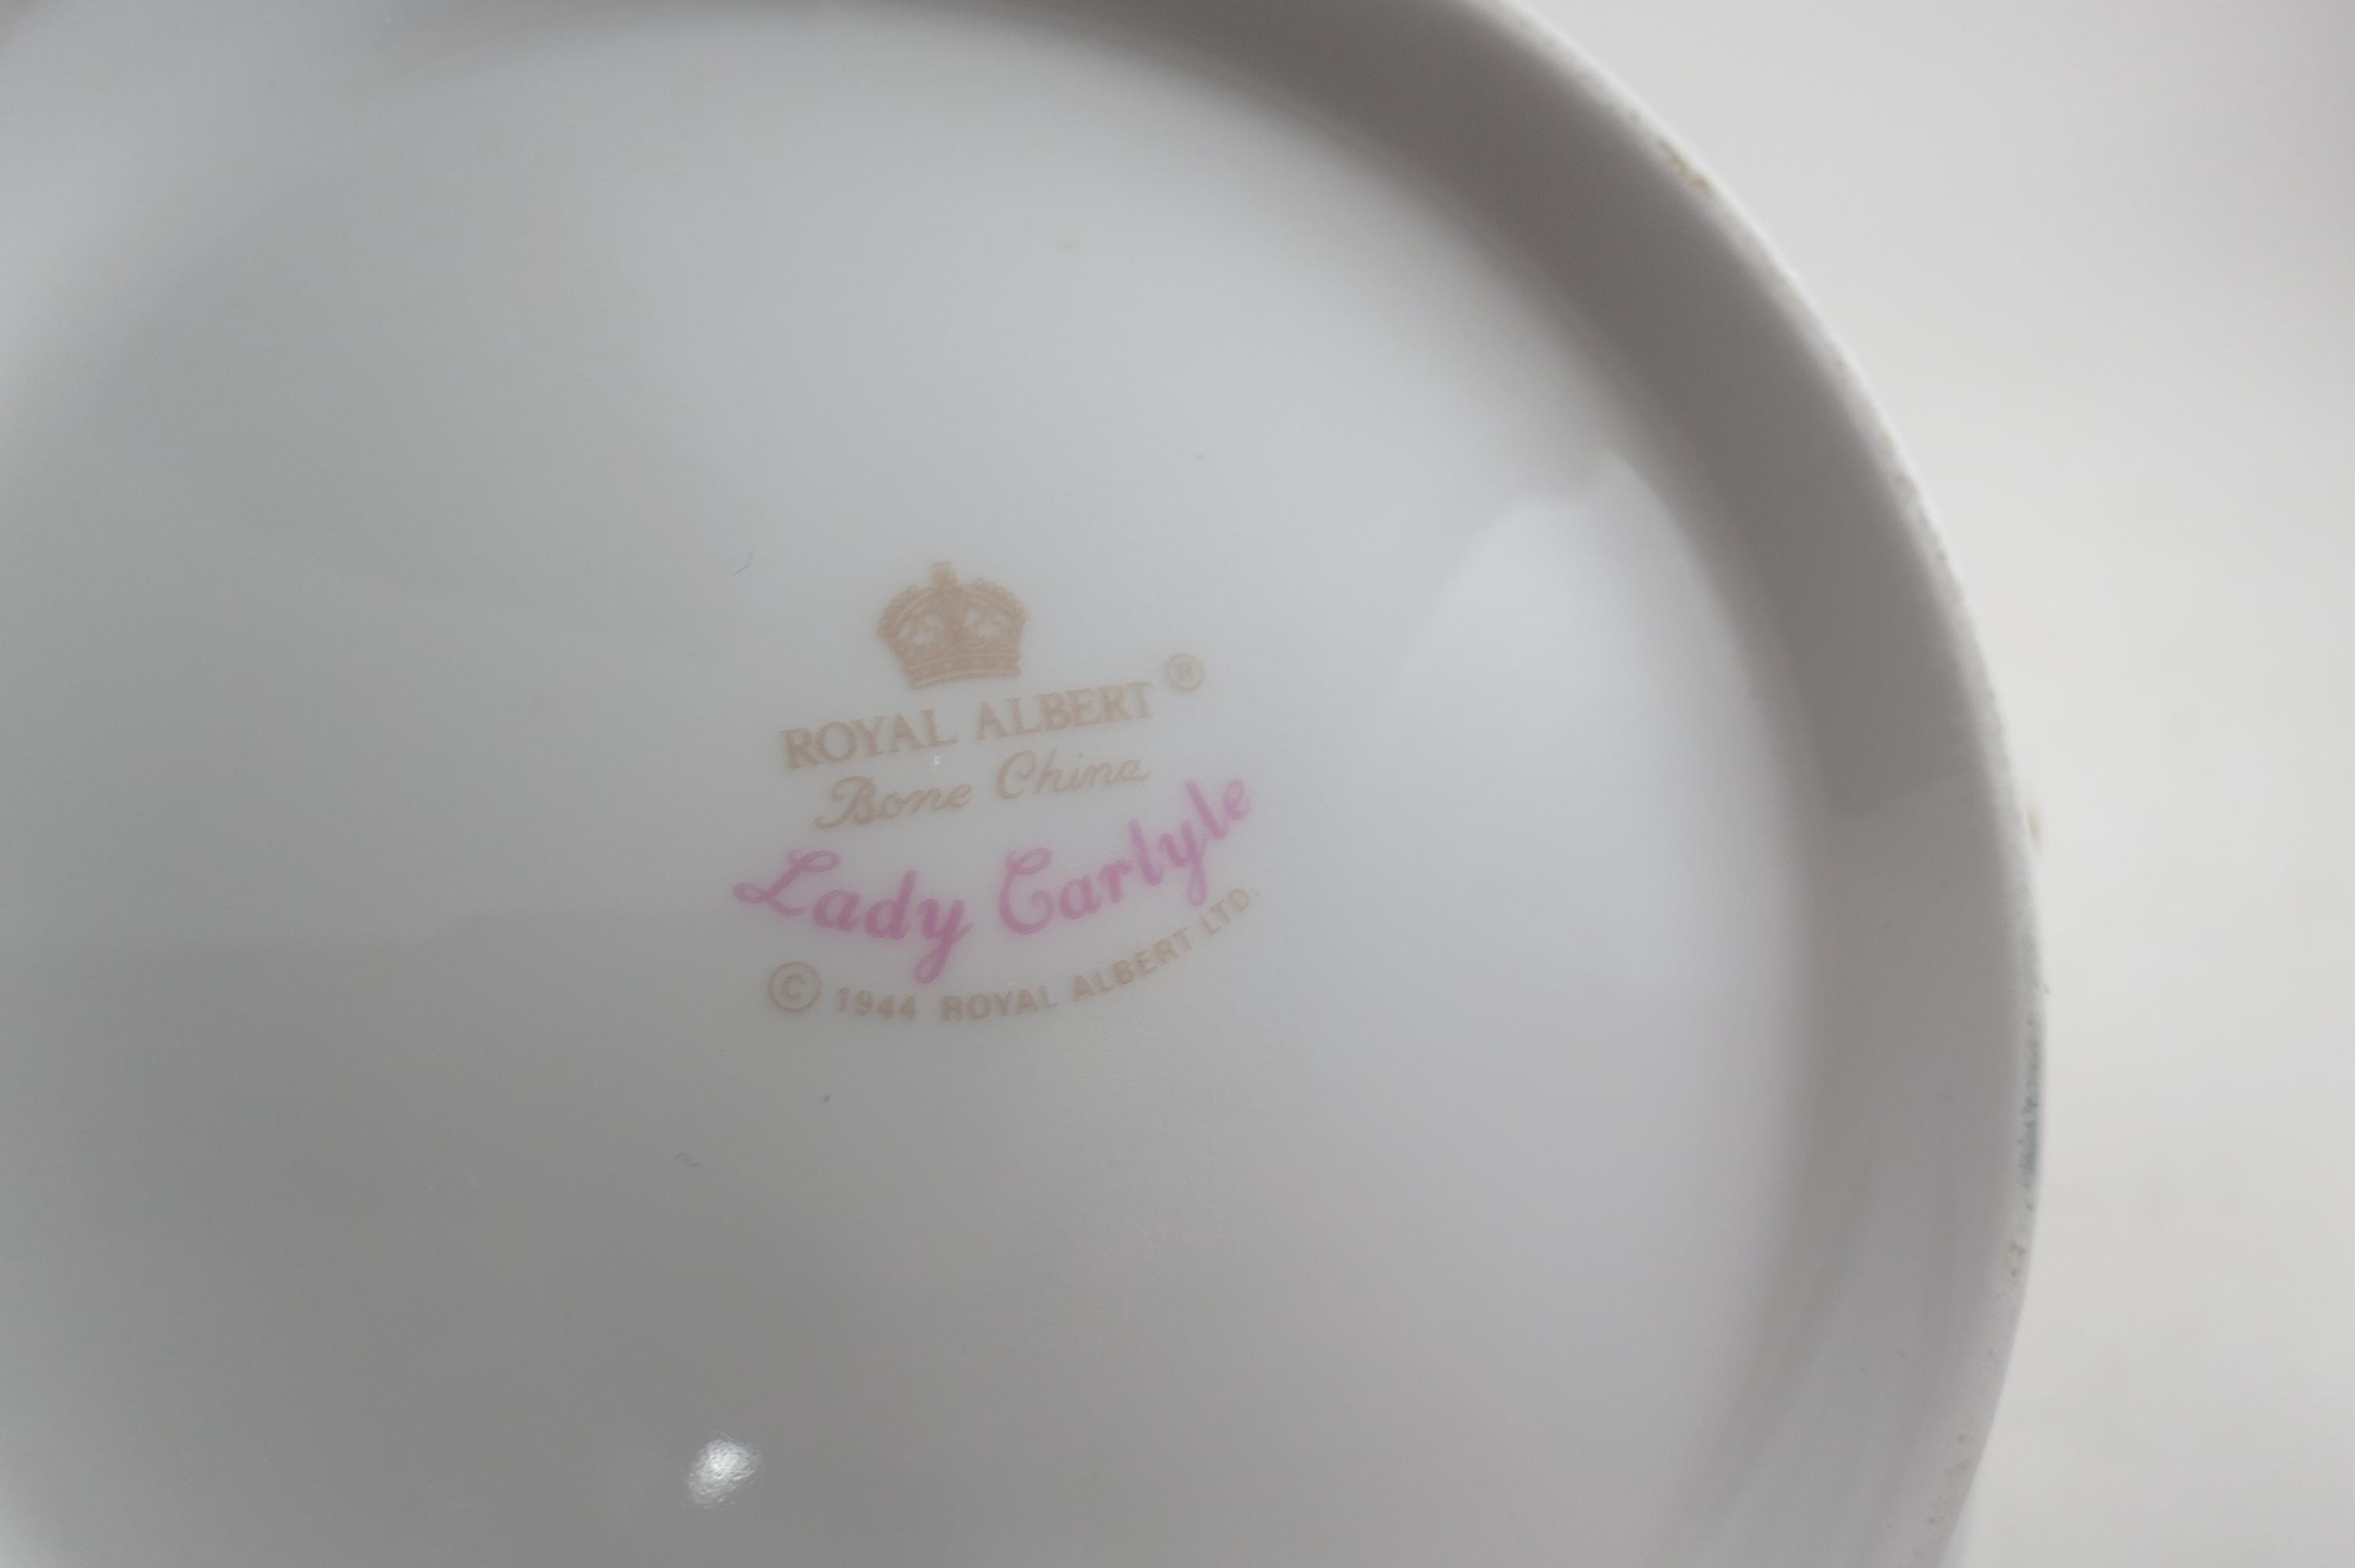 ROYAL ALBERT ®
Bone China
Lady Carlyle
© 1944 ROYAL ALBERT LTD.